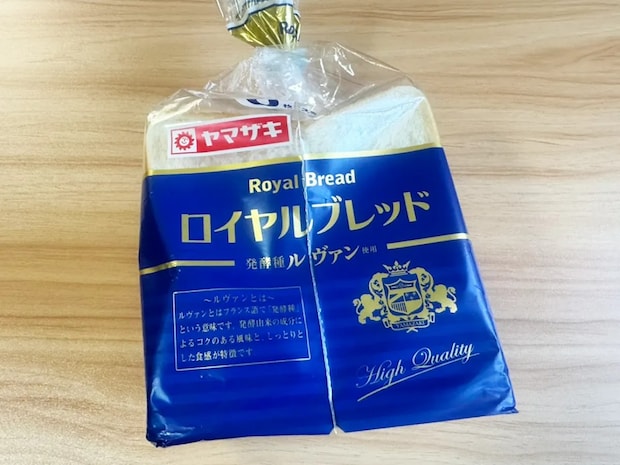 ヤマザキ
Royal Bread
ロイヤルブレッド
発酵種 ルヴァン 使用
～ルヴァンとは～
ルヴァンとはフランス語で「発酵種」
という意味です。発酵由来の成分に
よるコクのある風味と、しっとりと
した食感が特徴です
YAMAZAKI
High Quality